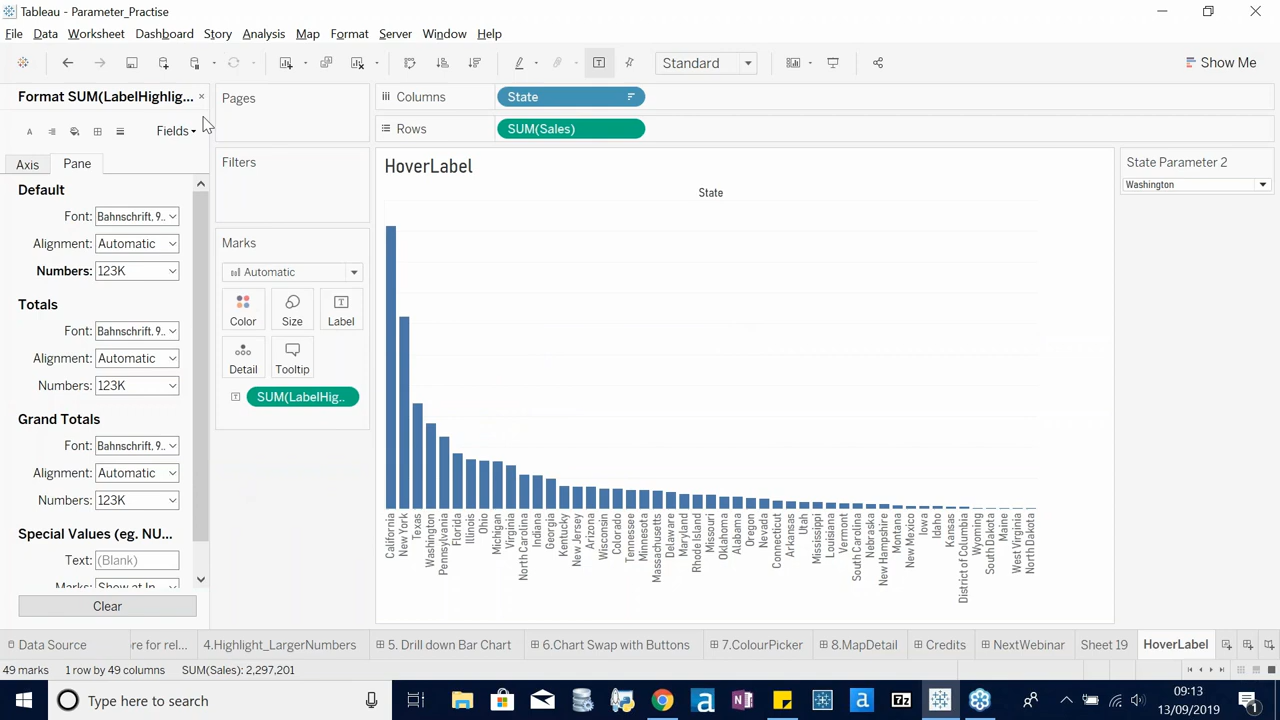 Tableau - Parameter_Practise
File Data Worksheet Dashboard Story Analysis Map Format Server Window Help
Standard
Show Me
Format SUM(LabelHighlig...
Fields
Axis
Pane
Default
Font: Bahnschrift, 9..
Alignment: Automatic
Numbers: 123K
Totals
Font: Bahnschrift, 9..
Alignment: Automatic
Numbers: 123K
Grand Totals
Font: Bahnschrift, 9..
Alignment: Automatic
Numbers: 123K
Special Values (eg. NU...
Text: (Blank)
Marks: Show at In
Clear
Pages
Filters
Marks
Automatic
Color
Size
Label
Detail
Tooltip
SUM(LabelHig..
Columns
State
Rows
SUM(Sales)
HoverLabel
State
California
New York
Texas
Washington
Pennsylvania
Florida
Illinois
Ohio
Michigan
Virginia
North Carolina
Indiana
Georgia
Kentucky
New Jersey
Arizona
Wisconsin
Colorado
Tennessee
Minnesota
Massachusetts
Delaware
Maryland
Rhode Island
Missouri
Oklahoma
Alabama
Oregon
Nevada
Connecticut
Arkansas
Utah
Mississippi
Louisiana
Vermont
South Carolina
Nebraska
New Hampshire
Montana
New Mexico
Iowa
Idaho
Kansas
District of Columbia
Wyoming
South Dakota
Maine
West Virginia
North Dakota
State Parameter 2
Washington
Data Source
ere for rel...
4.Highlight_LargerNumbers
5. Drill down Bar Chart
6.Chart Swap with Buttons
7.ColourPicker
8.MapDetail
Credits
NextWebinar
Sheet 19
HoverLabel
49 marks
1 row by 49 columns
SUM(Sales): 2,297,201
Type here to search
09:13
13/09/2019